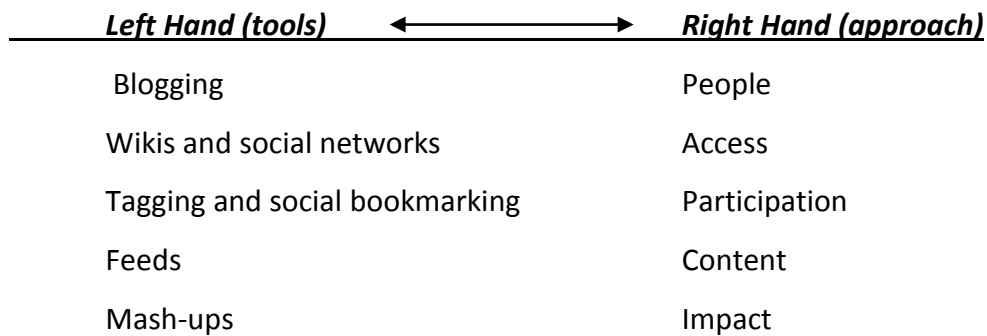 Left Hand (tools) Right Hand (approach)
Blogging People
Wikis and social networks Access
Tagging and social bookmarking Participation
Feeds Content
Mash-ups Impact